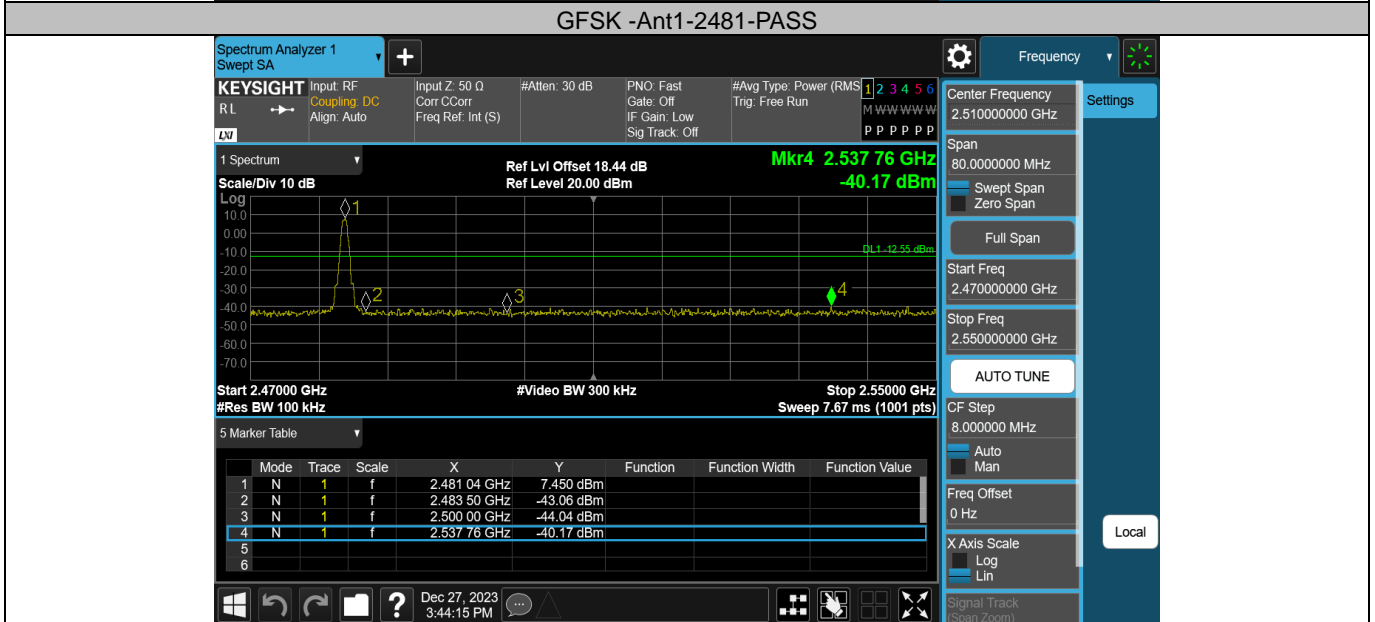 GFSK -Ant1-2481-PASS
Spectrum Analyzer 1
Swept SA
+
Frequency
KEYSIGHT
RL
LXI
Input: RF
Coupling: DC
Align: Auto
Input Z: 50 Ω
Corr CCorr
Freq Ref: Int (S)
#Atten: 30 dB
PNO: Fast
Gate: Off
IF Gain: Low
Sig Track: Off
#Avg Type: Power (RMS
Trig: Free Run
1 2 3 4 5 6
M W W W W W
P P P P P P
1 Spectrum
Scale/Div 10 dB
Ref Lvl Offset 18.44 dB
Ref Level 20.00 dBm
Mkr4 2.537 76 GHz
-40.17 dBm
Log
10.0
0.00
-10.0
-20.0
-30.0
-40.0
-50.0
-60.0
-70.0
1
2
3
4
DL1 -12.55 dBm
Start 2.47000 GHz
#Res BW 100 kHz
#Video BW 300 kHz
Stop 2.55000 GHz
Sweep 7.67 ms (1001 pts)
5 Marker Table
Mode Trace Scale X Y Function Function Width Function Value
1 N 1 f 2.481 04 GHz 7.450 dBm
2 N 1 f 2.483 50 GHz -43.06 dBm
3 N 1 f 2.500 00 GHz -44.04 dBm
4 N 1 f 2.537 76 GHz -40.17 dBm
5
6
?
Dec 27, 2023
3:44:15 PM
Center Frequency
2.510000000 GHz
Span
80.0000000 MHz
Swept Span
Zero Span
Full Span
Start Freq
2.470000000 GHz
Stop Freq
2.550000000 GHz
AUTO TUNE
CF Step
8.000000 MHz
Auto
Man
Freq Offset
0 Hz
X Axis Scale
Log
Lin
Signal Track
(Span Zoom)
Settings
Local